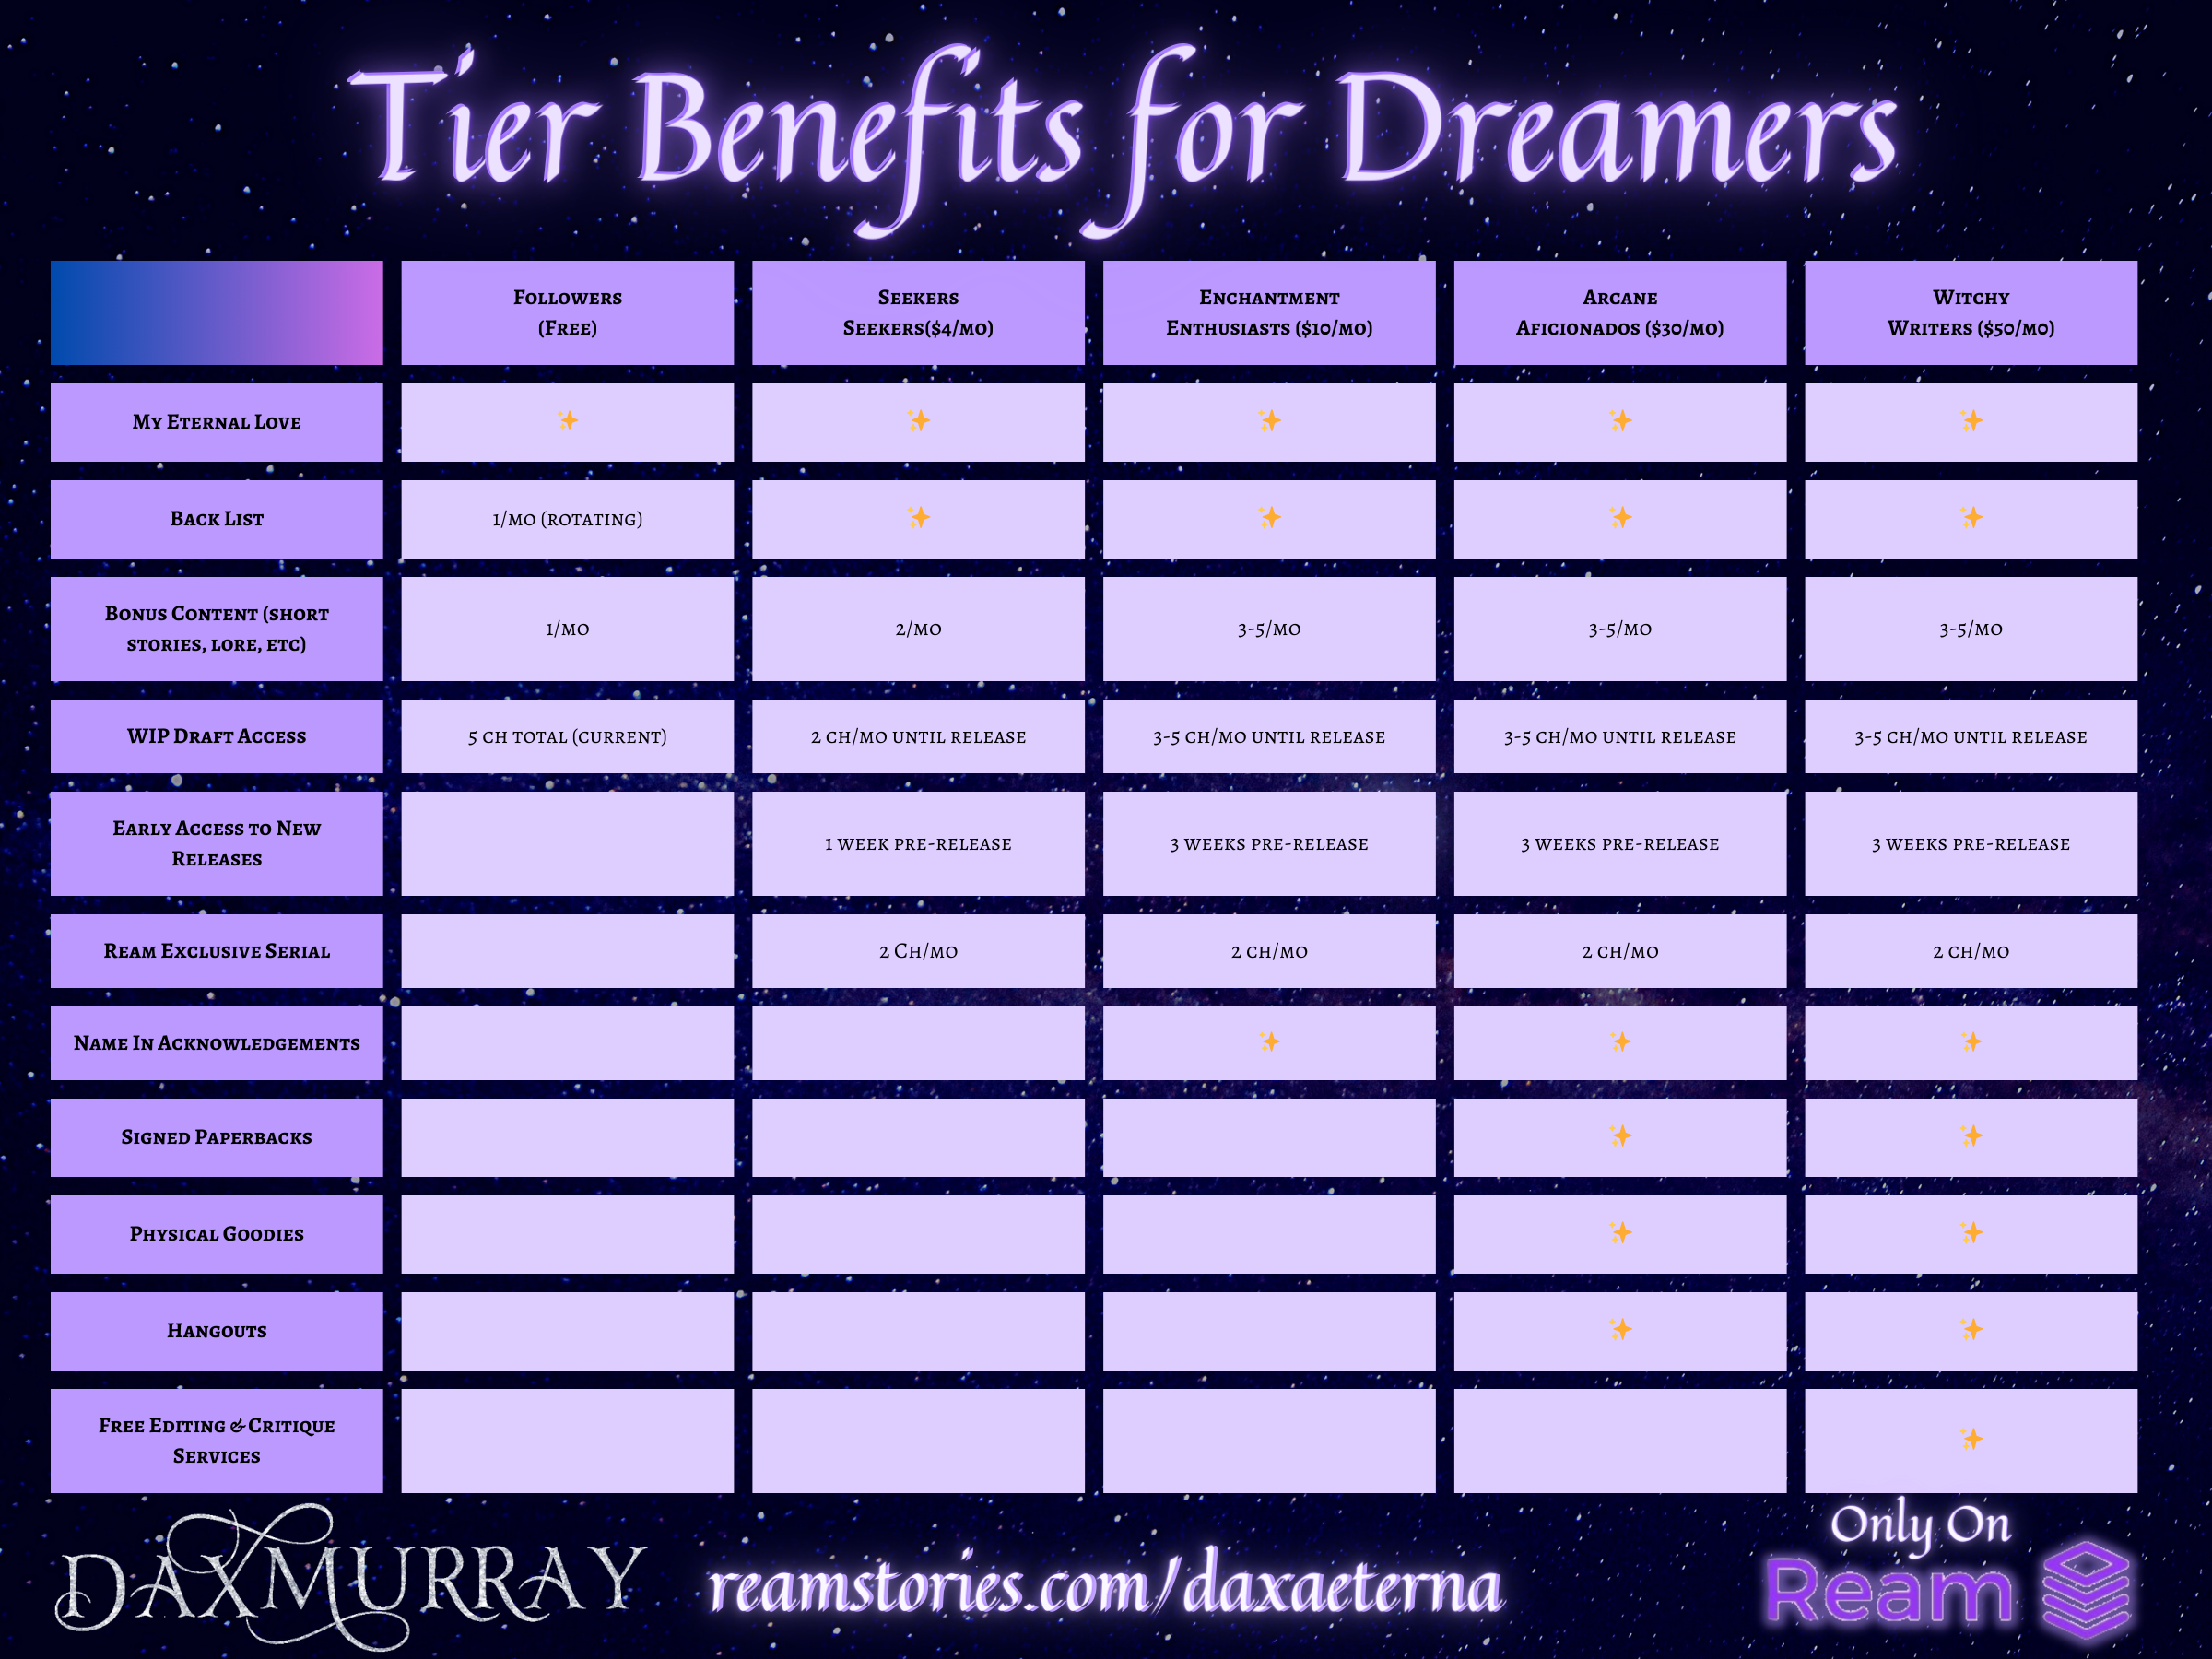 Tier Benefits for Dreamers
Followers
(Free)
Seekers
Seekers($4/mo)
Enchantment
Enthusiasts ($10/mo)
Arcane
Aficionados ($30/mo)
Witchy
Writers ($50/mo)
My Eternal Love
✨ ✨ ✨ ✨ ✨
Back List
1/mo (rotating)
✨ ✨ ✨ ✨
Bonus Content (short
stories, lore, etc)
1/mo
2/mo
3-5/mo
3-5/mo
3-5/mo
WIP Draft Access
5 ch total (current)
2 ch/mo until release
3-5 ch/mo until release
3-5 ch/mo until release
3-5 ch/mo until release
Early Access to New
Releases
1 week pre-release
3 weeks pre-release
3 weeks pre-release
3 weeks pre-release
Ream Exclusive Serial
2 Ch/mo
2 ch/mo
2 ch/mo
2 ch/mo
Name In Acknowledgements
✨ ✨ ✨
Signed Paperbacks
✨ ✨
Physical Goodies
✨ ✨
Hangouts
✨ ✨
Free Editing & Critique
Services
✨
DAXMURRAY
reamstories.com/daxaeterna
Only On
Ream